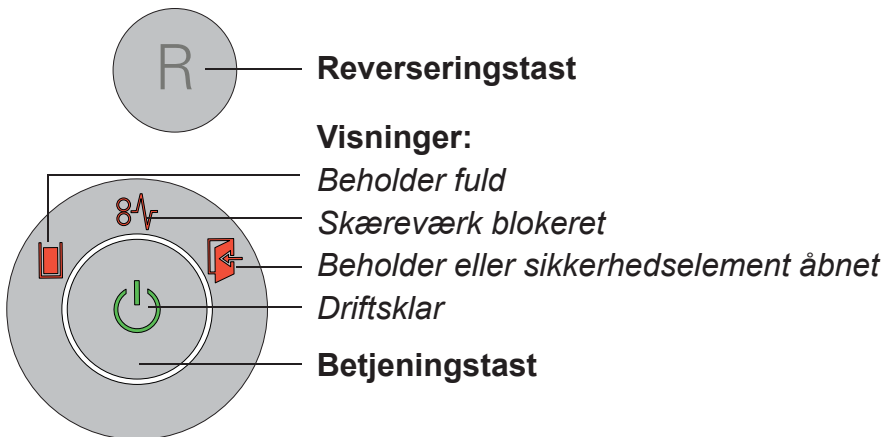 R
Reverseringstast
Visninger:
Beholder fuld
Skæreværk blokeret
Beholder eller sikkerhedselement åbnet
Driftsklar
Betjeningstast